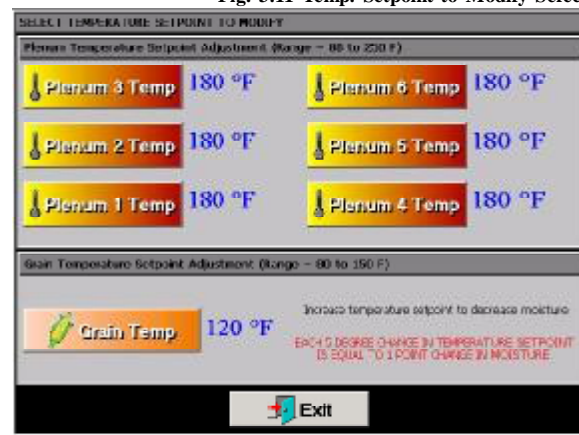 Fig. 3.11 Temp. Setpoint to Modify Selec
SELECT TEMPERATURE SETPOINT TO MODIFY
Plenum Temperature Setpoint Adjustment (Range - 80 to 250 F)
Plenum 3 Temp 180 °F Plenum 6 Temp 180 °F
Plenum 2 Temp 180 °F Plenum 5 Temp 180 °F
Plenum 1 Temp 180 °F Plenum 4 Temp 180 °F
Grain Temperature Setpoint Adjustment (Range - 80 to 150 F)
Increase temperature setpoint to decrease moisture
Grain Temp 120 °F
EACH 5 DEGREE CHANGE IN TEMPERATURE SETPOINT
IS EQUAL TO 1 POINT CHANGE IN MOISTURE
Exit